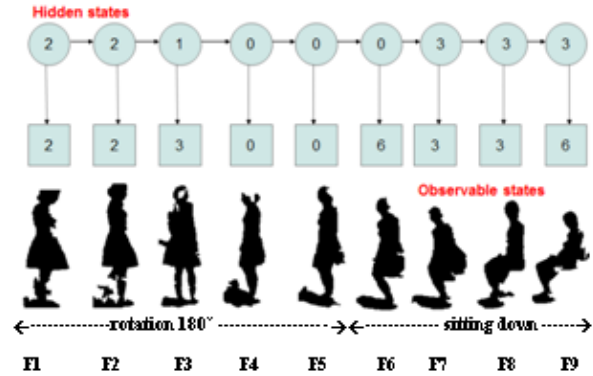 Hidden states
2 2 1 0 0 0 3 3 3
2 2 3 0 0 6 3 3 6
Observable states
rotation 180° sitting down
F1 F2 F3 F4 F5 F6 F7 F8 F9